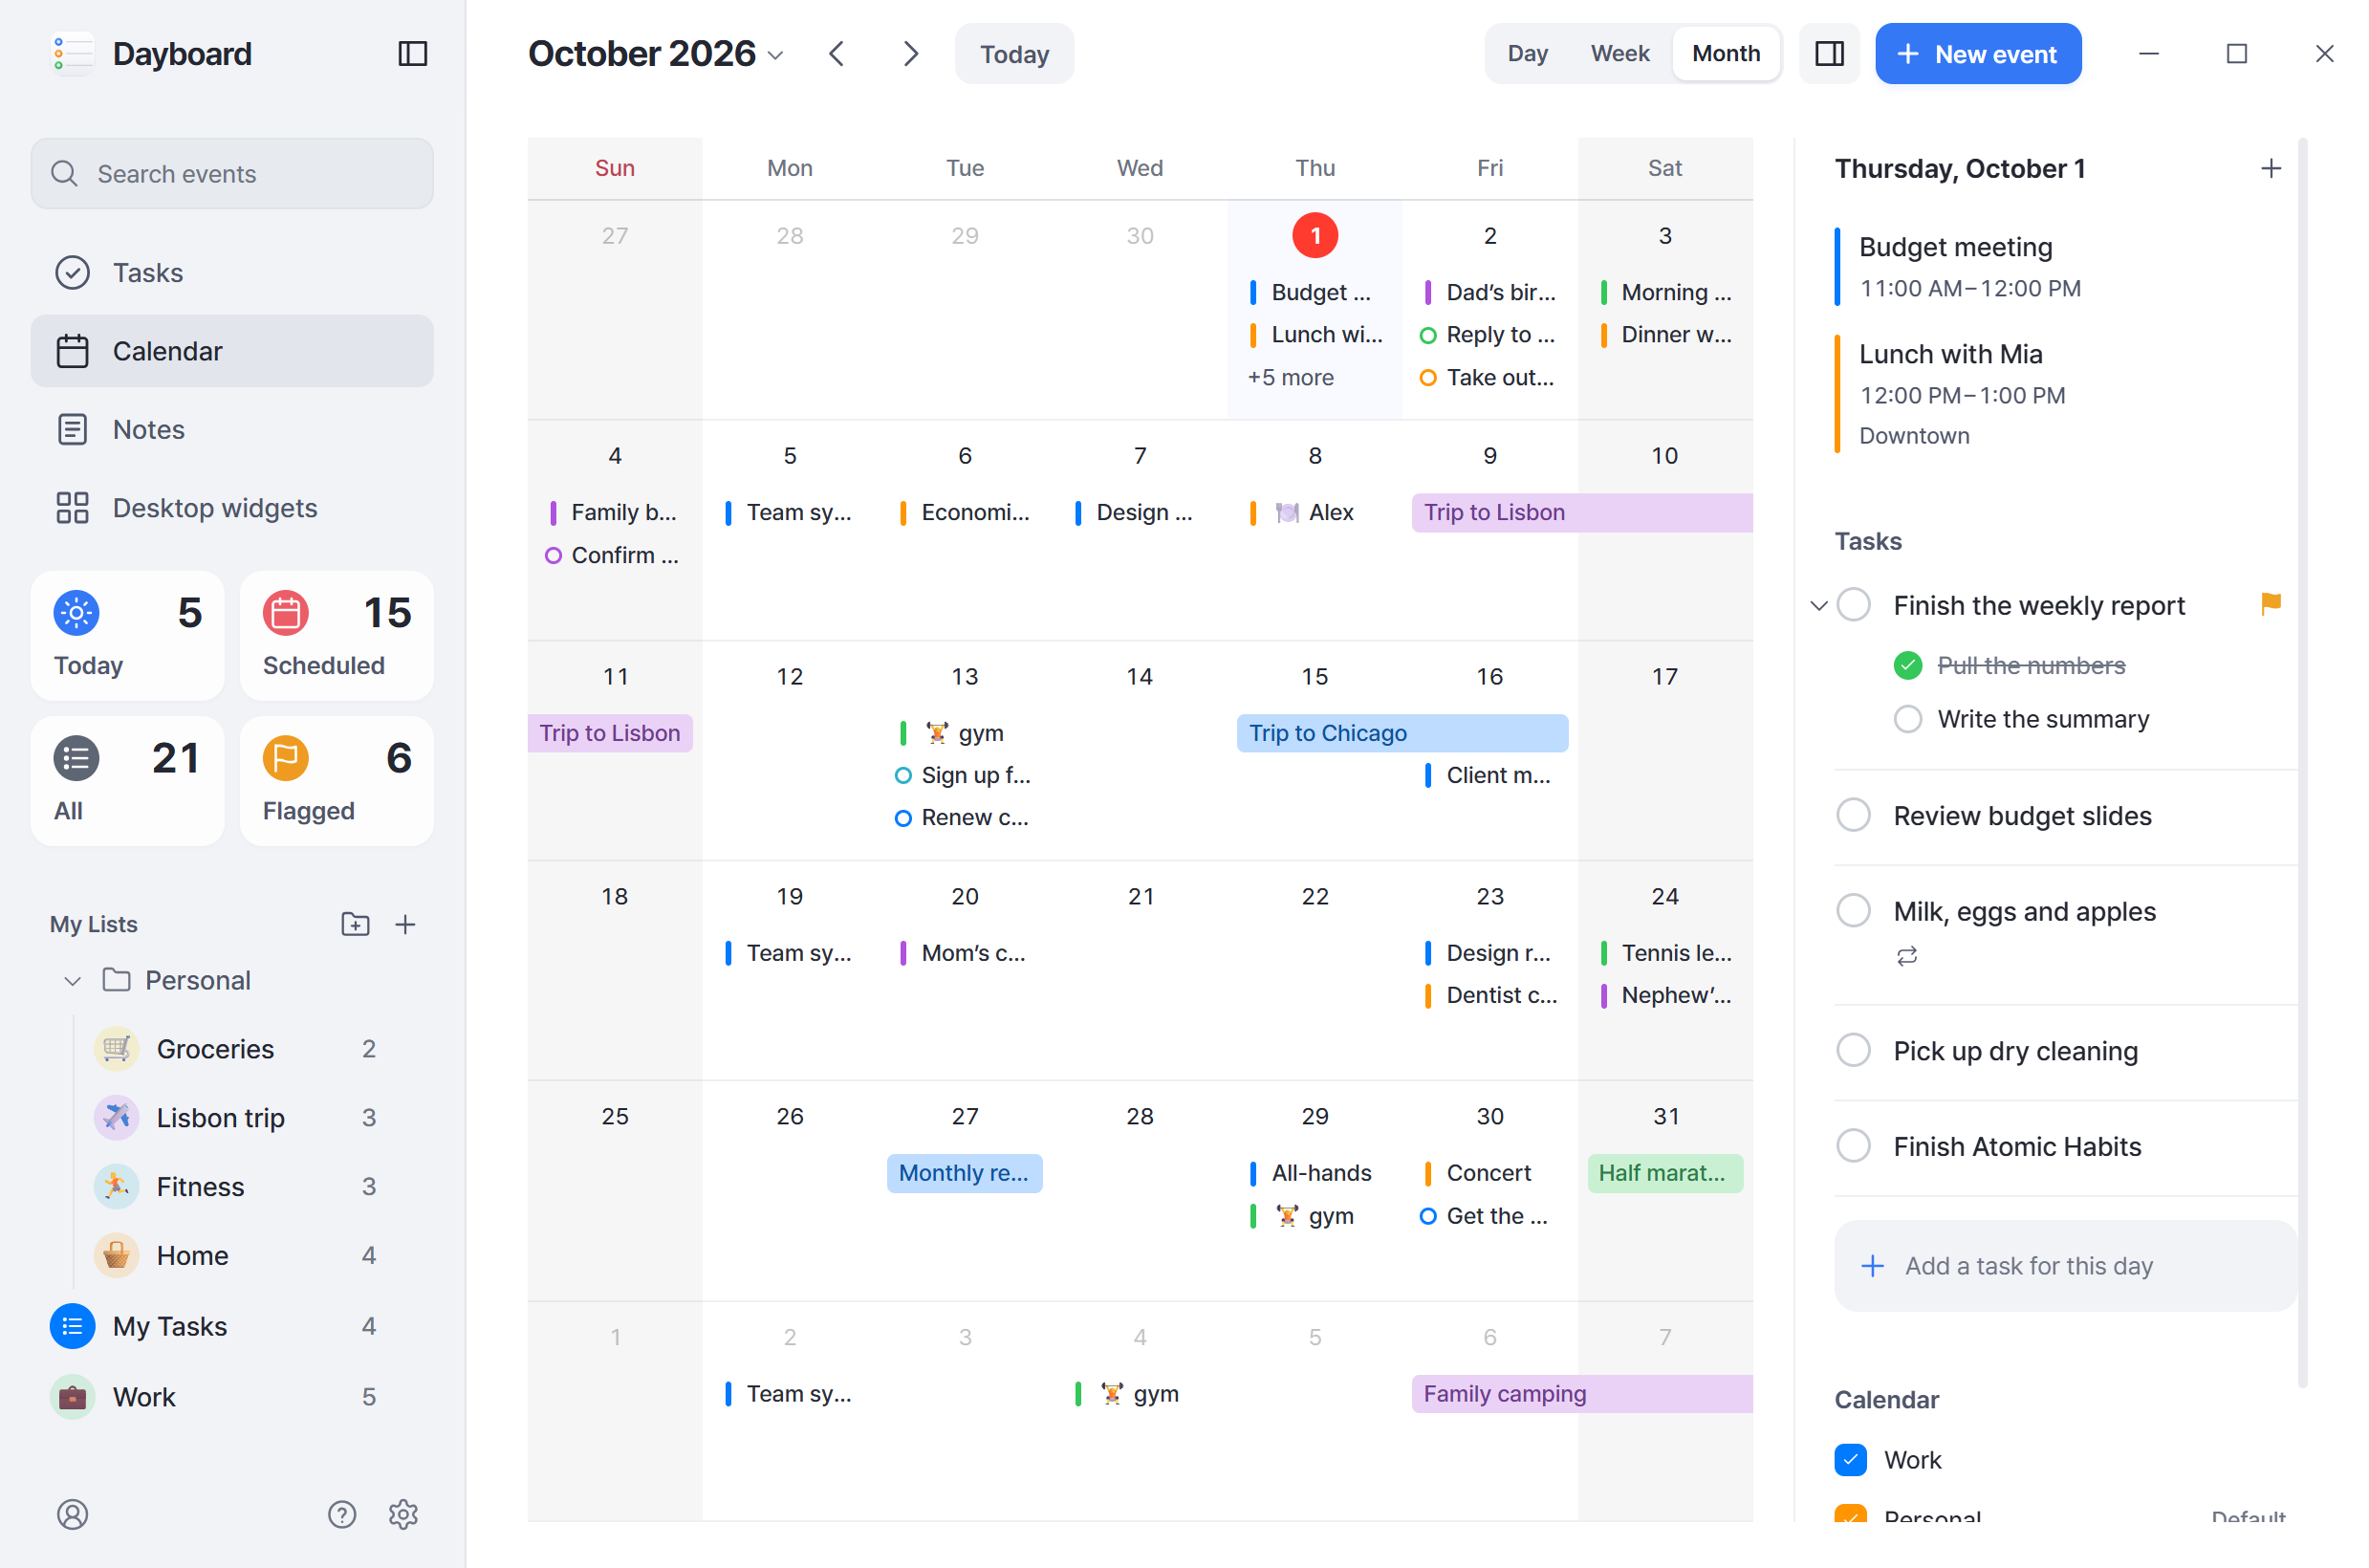 Dayboard
Search events
Tasks
Calendar
Notes
Desktop widgets
5
Today
15
Scheduled
21
All
6
Flagged
My Lists
Personal
Groceries 2
Lisbon trip 3
Fitness 3
Home 4
My Tasks 4
Work 5
October 2026
Today
Day Week Month
New event
Sun Mon Tue Wed Thu Fri Sat
27 28 29 30 1 2 3
Budget ... Dad’s bir... Morning ...
Lunch wi... Reply to ... Dinner w...
+5 more Take out...
4 5 6 7 8 9 10
Family b... Team sy... Economi... Design ... Alex Trip to Lisbon
Confirm ...
11 12 13 14 15 16 17
Trip to Lisbon gym Trip to Chicago
Sign up f... Client m...
Renew c...
18 19 20 21 22 23 24
Team sy... Mom’s c... Design r... Tennis le...
Dentist c... Nephew’...
25 26 27 28 29 30 31
Monthly re... All-hands Concert Half marat...
gym Get the ...
1 2 3 4 5 6 7
Team sy... gym Family camping
Thursday, October 1
Budget meeting
11:00 AM–12:00 PM
Lunch with Mia
12:00 PM–1:00 PM
Downtown
Tasks
Finish the weekly report
Pull the numbers
Write the summary
Review budget slides
Milk, eggs and apples
Pick up dry cleaning
Finish Atomic Habits
Add a task for this day
Calendar
Work
Personal Default